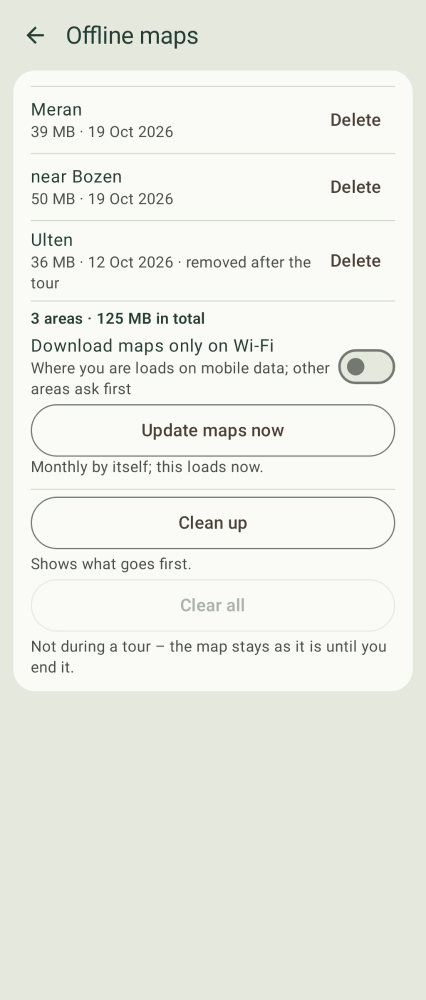 Offline maps
Meran
39 MB · 19 Oct 2026
Delete
near Bozen
50 MB · 19 Oct 2026
Delete
Ulten
36 MB · 12 Oct 2026 · removed after the
tour
Delete
3 areas · 125 MB in total
Download maps only on Wi-Fi
Where you are loads on mobile data; other
areas ask first
Update maps now
Monthly by itself; this loads now.
Clean up
Shows what goes first.
Clear all
Not during a tour – the map stays as it is until you
end it.